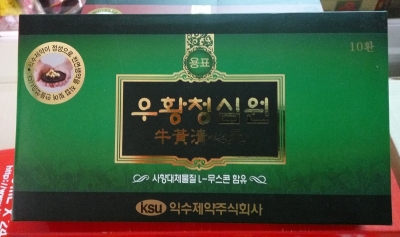 10환
용표
우황청심원
牛黃清心元
사향대체물질 L-무스콘 함유
ksu 익수제약주식회사